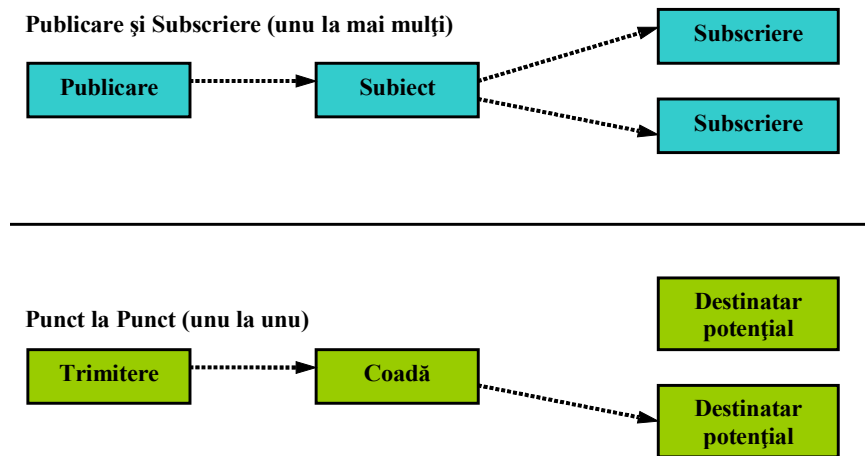 Publicare şi Subscriere (unu la mai mulţi)
Subscriere
Publicare
Subiect
Subscriere
Punct la Punct (unu la unu)
Destinatar
potenţial
Trimitere
Coadă
Destinatar
potenţial